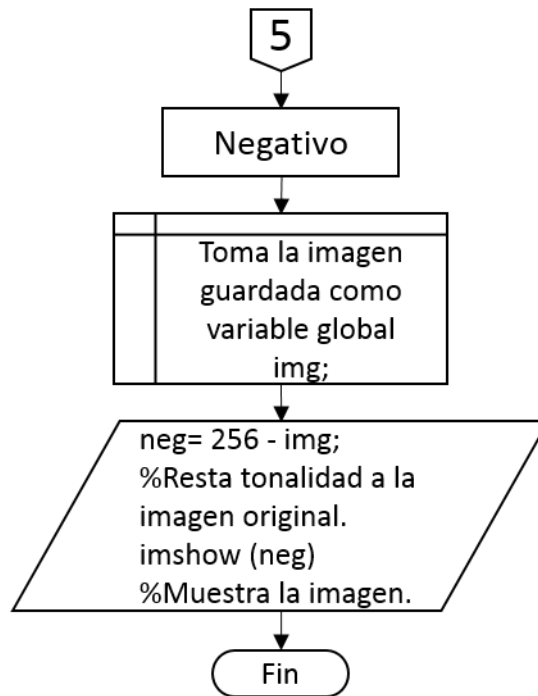 5
Negativo
Toma la imagen
guardada como
variable global
img;
neg= 256 - img;
%Resta tonalidad a la
imagen original.
imshow (neg)
%Muestra la imagen.
Fin